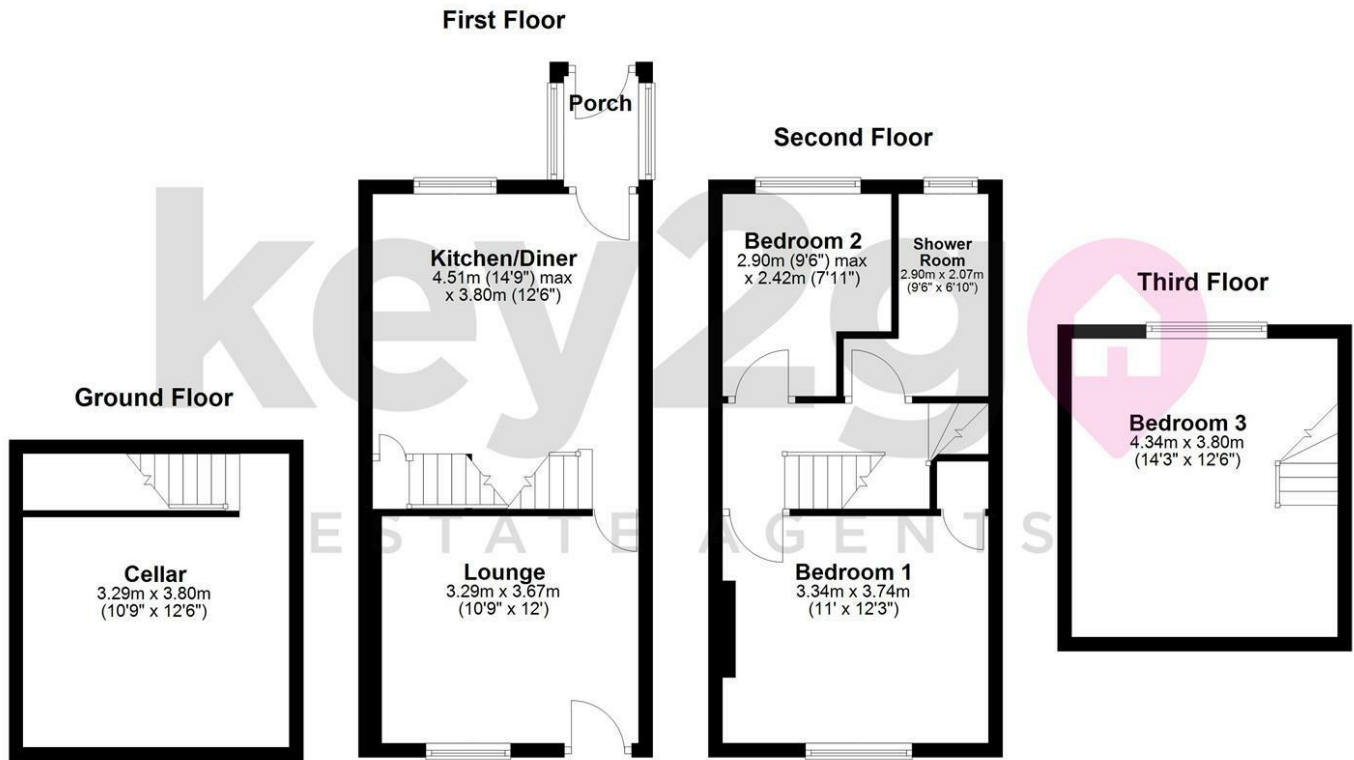 First Floor
Porch
Kitchen/Diner
4.51m (14'9") max
x 3.80m (12'6")
Lounge
3.29m x 3.67m
(10'9" x 12')
Ground Floor
Cellar
3.29m x 3.80m
(10'9" x 12'6")
Second Floor
Bedroom 2
2.90m (9'6") max
x 2.42m (7'11")
Shower
Room
2.90m x 2.07m
(9'6" x 6'10")
Bedroom 1
3.34m x 3.74m
(11' x 12'3")
Third Floor
Bedroom 3
4.34m x 3.80m
(14'3" x 12'6")
key2g
ESTATE AGENTS